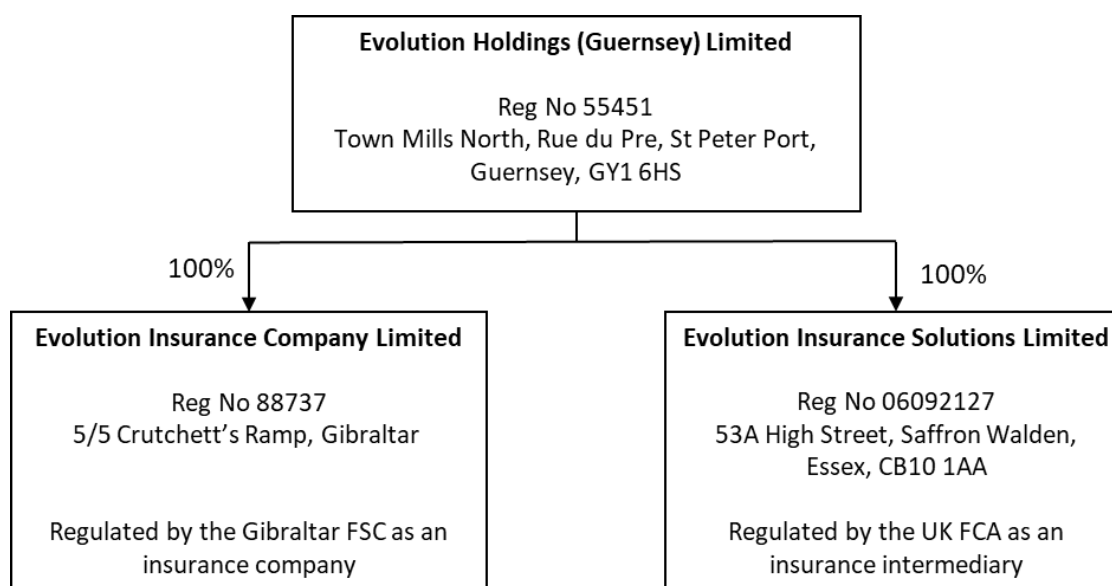 Evolution Holdings (Guernsey) Limited
Reg No 55451
Town Mills North, Rue du Pre, St Peter Port,
Guernsey, GY1 6HS
100%
100%
Evolution Insurance Company Limited
Reg No 88737
5/5 Crutchett’s Ramp, Gibraltar
Regulated by the Gibraltar FSC as an
insurance company
Evolution Insurance Solutions Limited
Reg No 06092127
53A High Street, Saffron Walden,
Essex, CB10 1AA
Regulated by the UK FCA as an
insurance intermediary